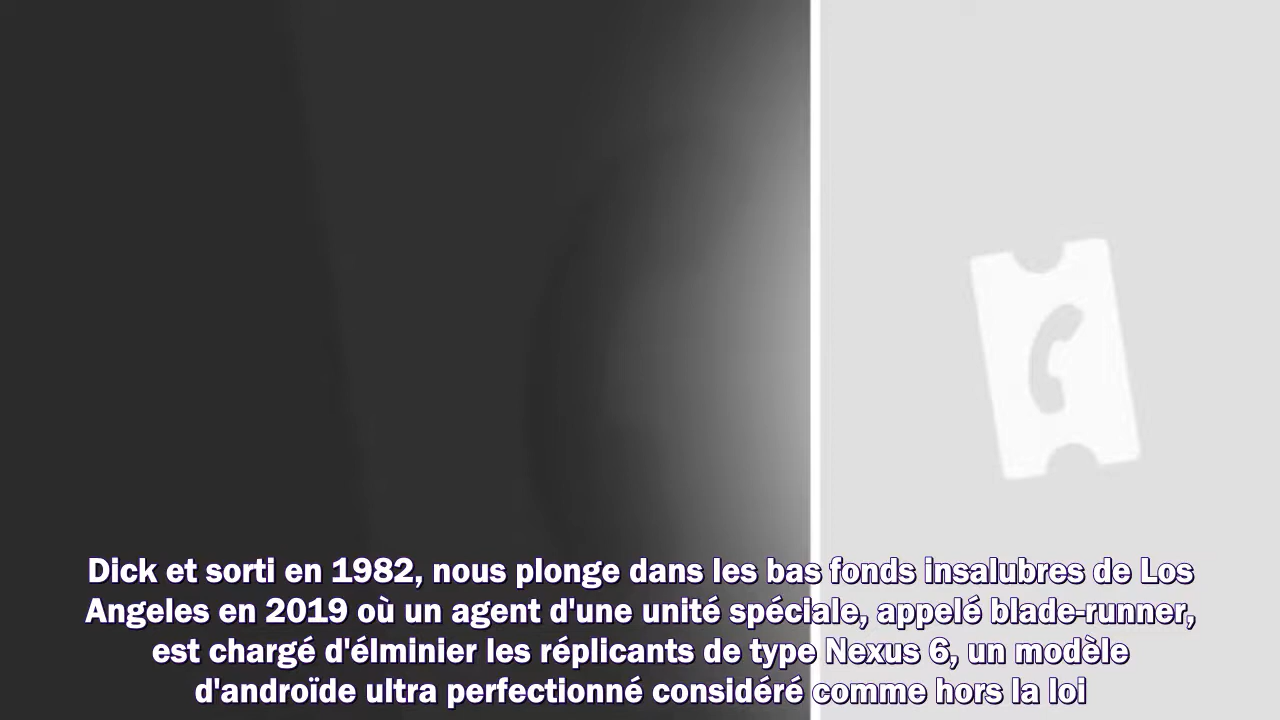 Dick et sorti en 1982, nous plonge dans les bas fonds insalubres de Los
Angeles en 2019 où un agent d'une unité spéciale, appelé blade-runner,
est chargé d'élminier les réplicants de type Nexus 6, un modèle
d'androïde ultra perfectionné considéré comme hors la loi